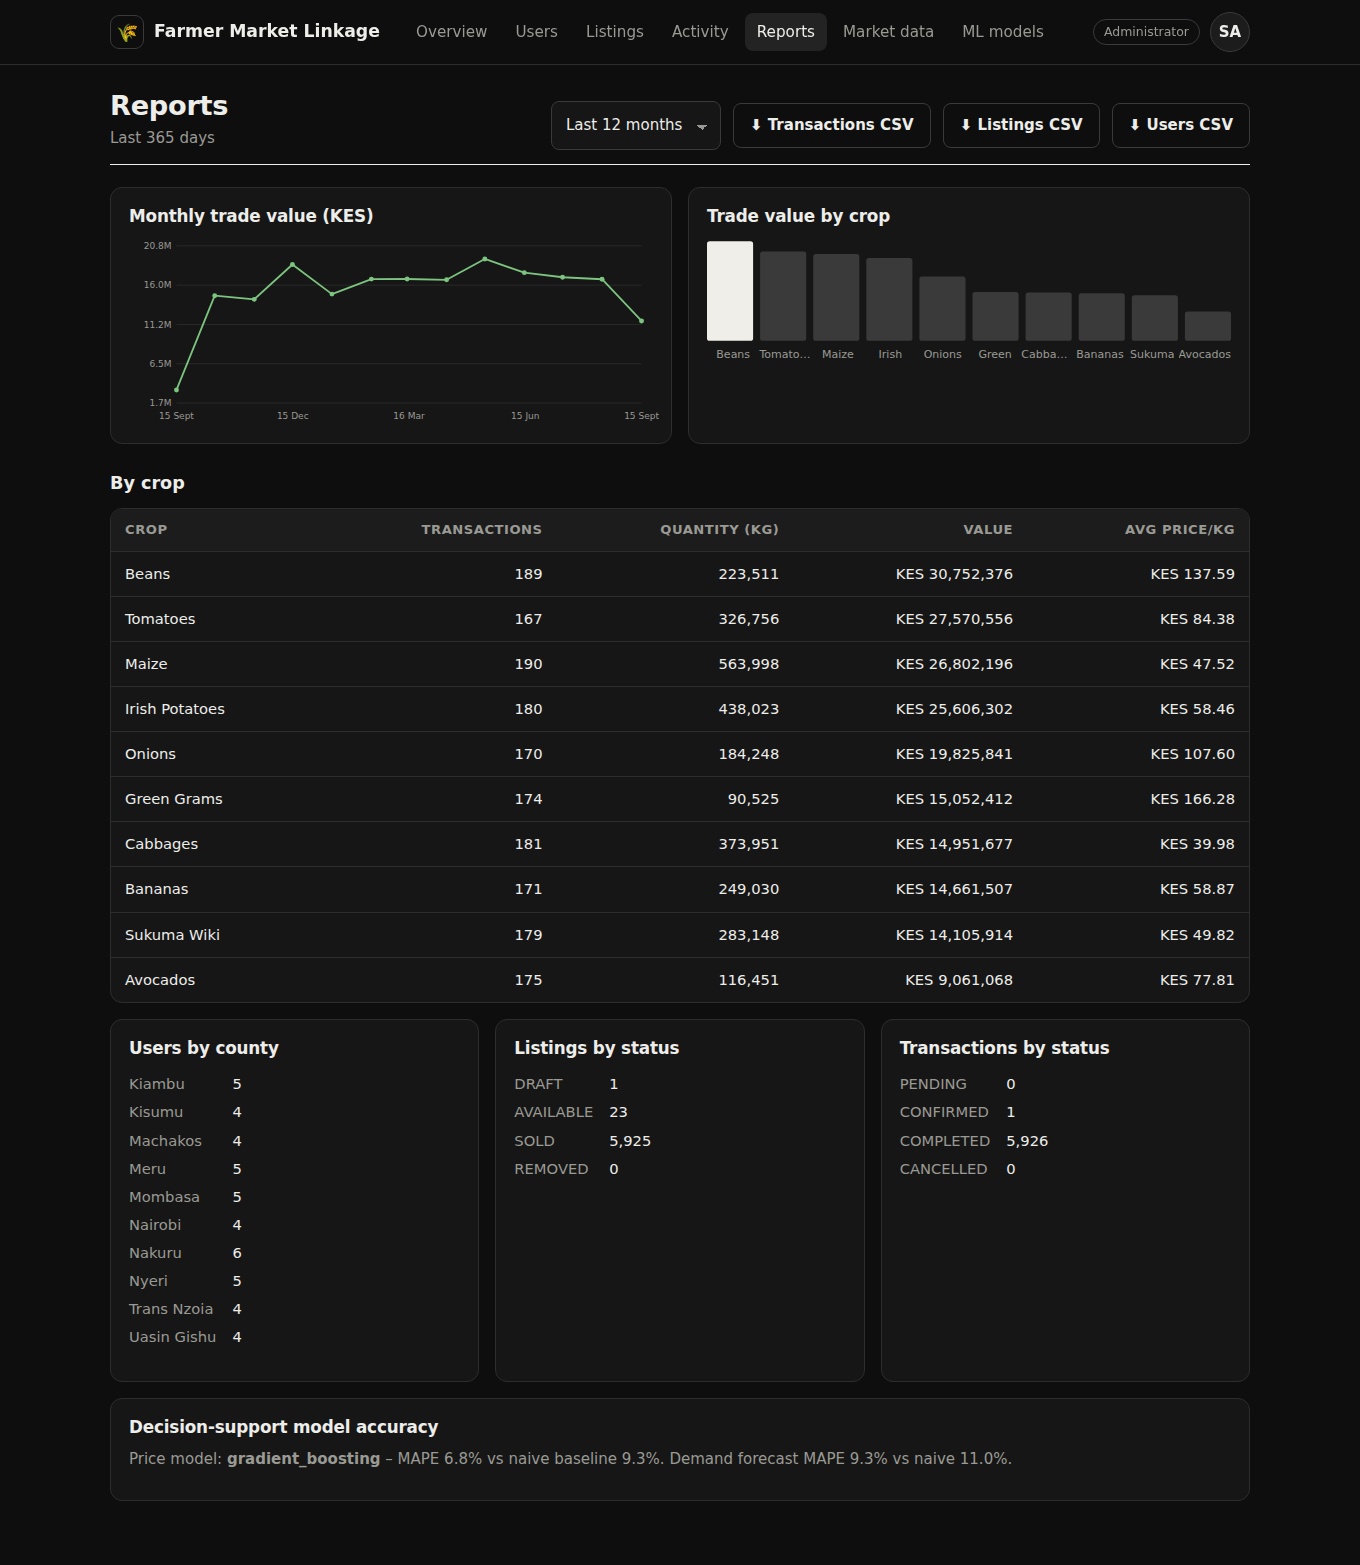 Farmer Market Linkage Overview Users Listings Activity Reports Market data ML models Administrator SA
Reports
Last 365 days
Last 12 months ⬇ Transactions CSV ⬇ Listings CSV ⬇ Users CSV
Monthly trade value (KES)
20.8M
16.0M
11.2M
6.5M
1.7M
15 Sept 15 Dec 16 Mar 15 Jun 15 Sept
Trade value by crop
Beans Tomato… Maize Irish Onions Green Cabba… Bananas Sukuma Avocados
By crop
CROP TRANSACTIONS QUANTITY (KG) VALUE AVG PRICE/KG
Beans 189 223,511 KES 30,752,376 KES 137.59
Tomatoes 167 326,756 KES 27,570,556 KES 84.38
Maize 190 563,998 KES 26,802,196 KES 47.52
Irish Potatoes 180 438,023 KES 25,606,302 KES 58.46
Onions 170 184,248 KES 19,825,841 KES 107.60
Green Grams 174 90,525 KES 15,052,412 KES 166.28
Cabbages 181 373,951 KES 14,951,677 KES 39.98
Bananas 171 249,030 KES 14,661,507 KES 58.87
Sukuma Wiki 179 283,148 KES 14,105,914 KES 49.82
Avocados 175 116,451 KES 9,061,068 KES 77.81
Users by county
Kiambu 5
Kisumu 4
Machakos 4
Meru 5
Mombasa 5
Nairobi 4
Nakuru 6
Nyeri 5
Trans Nzoia 4
Uasin Gishu 4
Listings by status
DRAFT 1
AVAILABLE 23
SOLD 5,925
REMOVED 0
Transactions by status
PENDING 0
CONFIRMED 1
COMPLETED 5,926
CANCELLED 0
Decision-support model accuracy
Price model: gradient_boosting – MAPE 6.8% vs naive baseline 9.3%. Demand forecast MAPE 9.3% vs naive 11.0%.